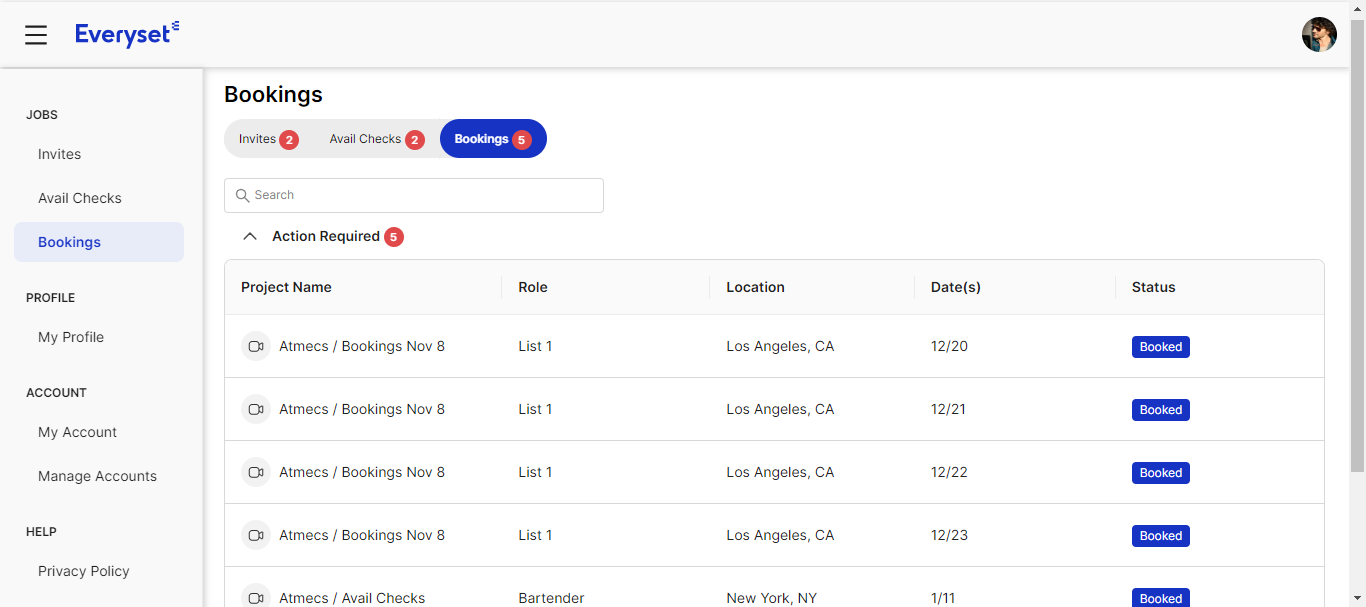 Everyset
JOBS
Invites
Avail Checks
Bookings
PROFILE
My Profile
ACCOUNT
My Account
Manage Accounts
HELP
Privacy Policy
Bookings
Invites 2 Avail Checks 2 Bookings 5
Search
Action Required 5
Project Name Role Location Date(s) Status
Atmecs / Bookings Nov 8 List 1 Los Angeles, CA 12/20 Booked
Atmecs / Bookings Nov 8 List 1 Los Angeles, CA 12/21 Booked
Atmecs / Bookings Nov 8 List 1 Los Angeles, CA 12/22 Booked
Atmecs / Bookings Nov 8 List 1 Los Angeles, CA 12/23 Booked
Atmecs / Avail Checks Bartender New York, NY 1/11 Booked